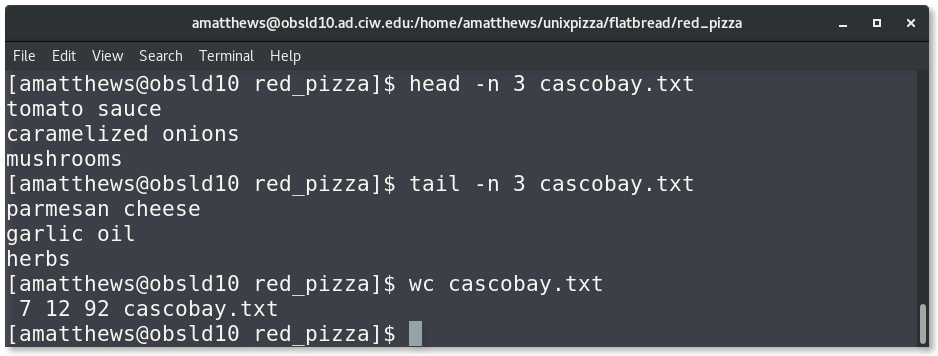 amatthews@obsld10.ad.ciw.edu:/home/amatthews/unixpizza/flatbread/red_pizza
File Edit View Search Terminal Help
[amatthews@obsld10 red_pizza]$ head -n 3 cascobay.txt
tomato sauce
caramelized onions
mushrooms
[amatthews@obsld10 red_pizza]$ tail -n 3 cascobay.txt
parmesan cheese
garlic oil
herbs
[amatthews@obsld10 red_pizza]$ wc cascobay.txt
 7 12 92 cascobay.txt
[amatthews@obsld10 red_pizza]$